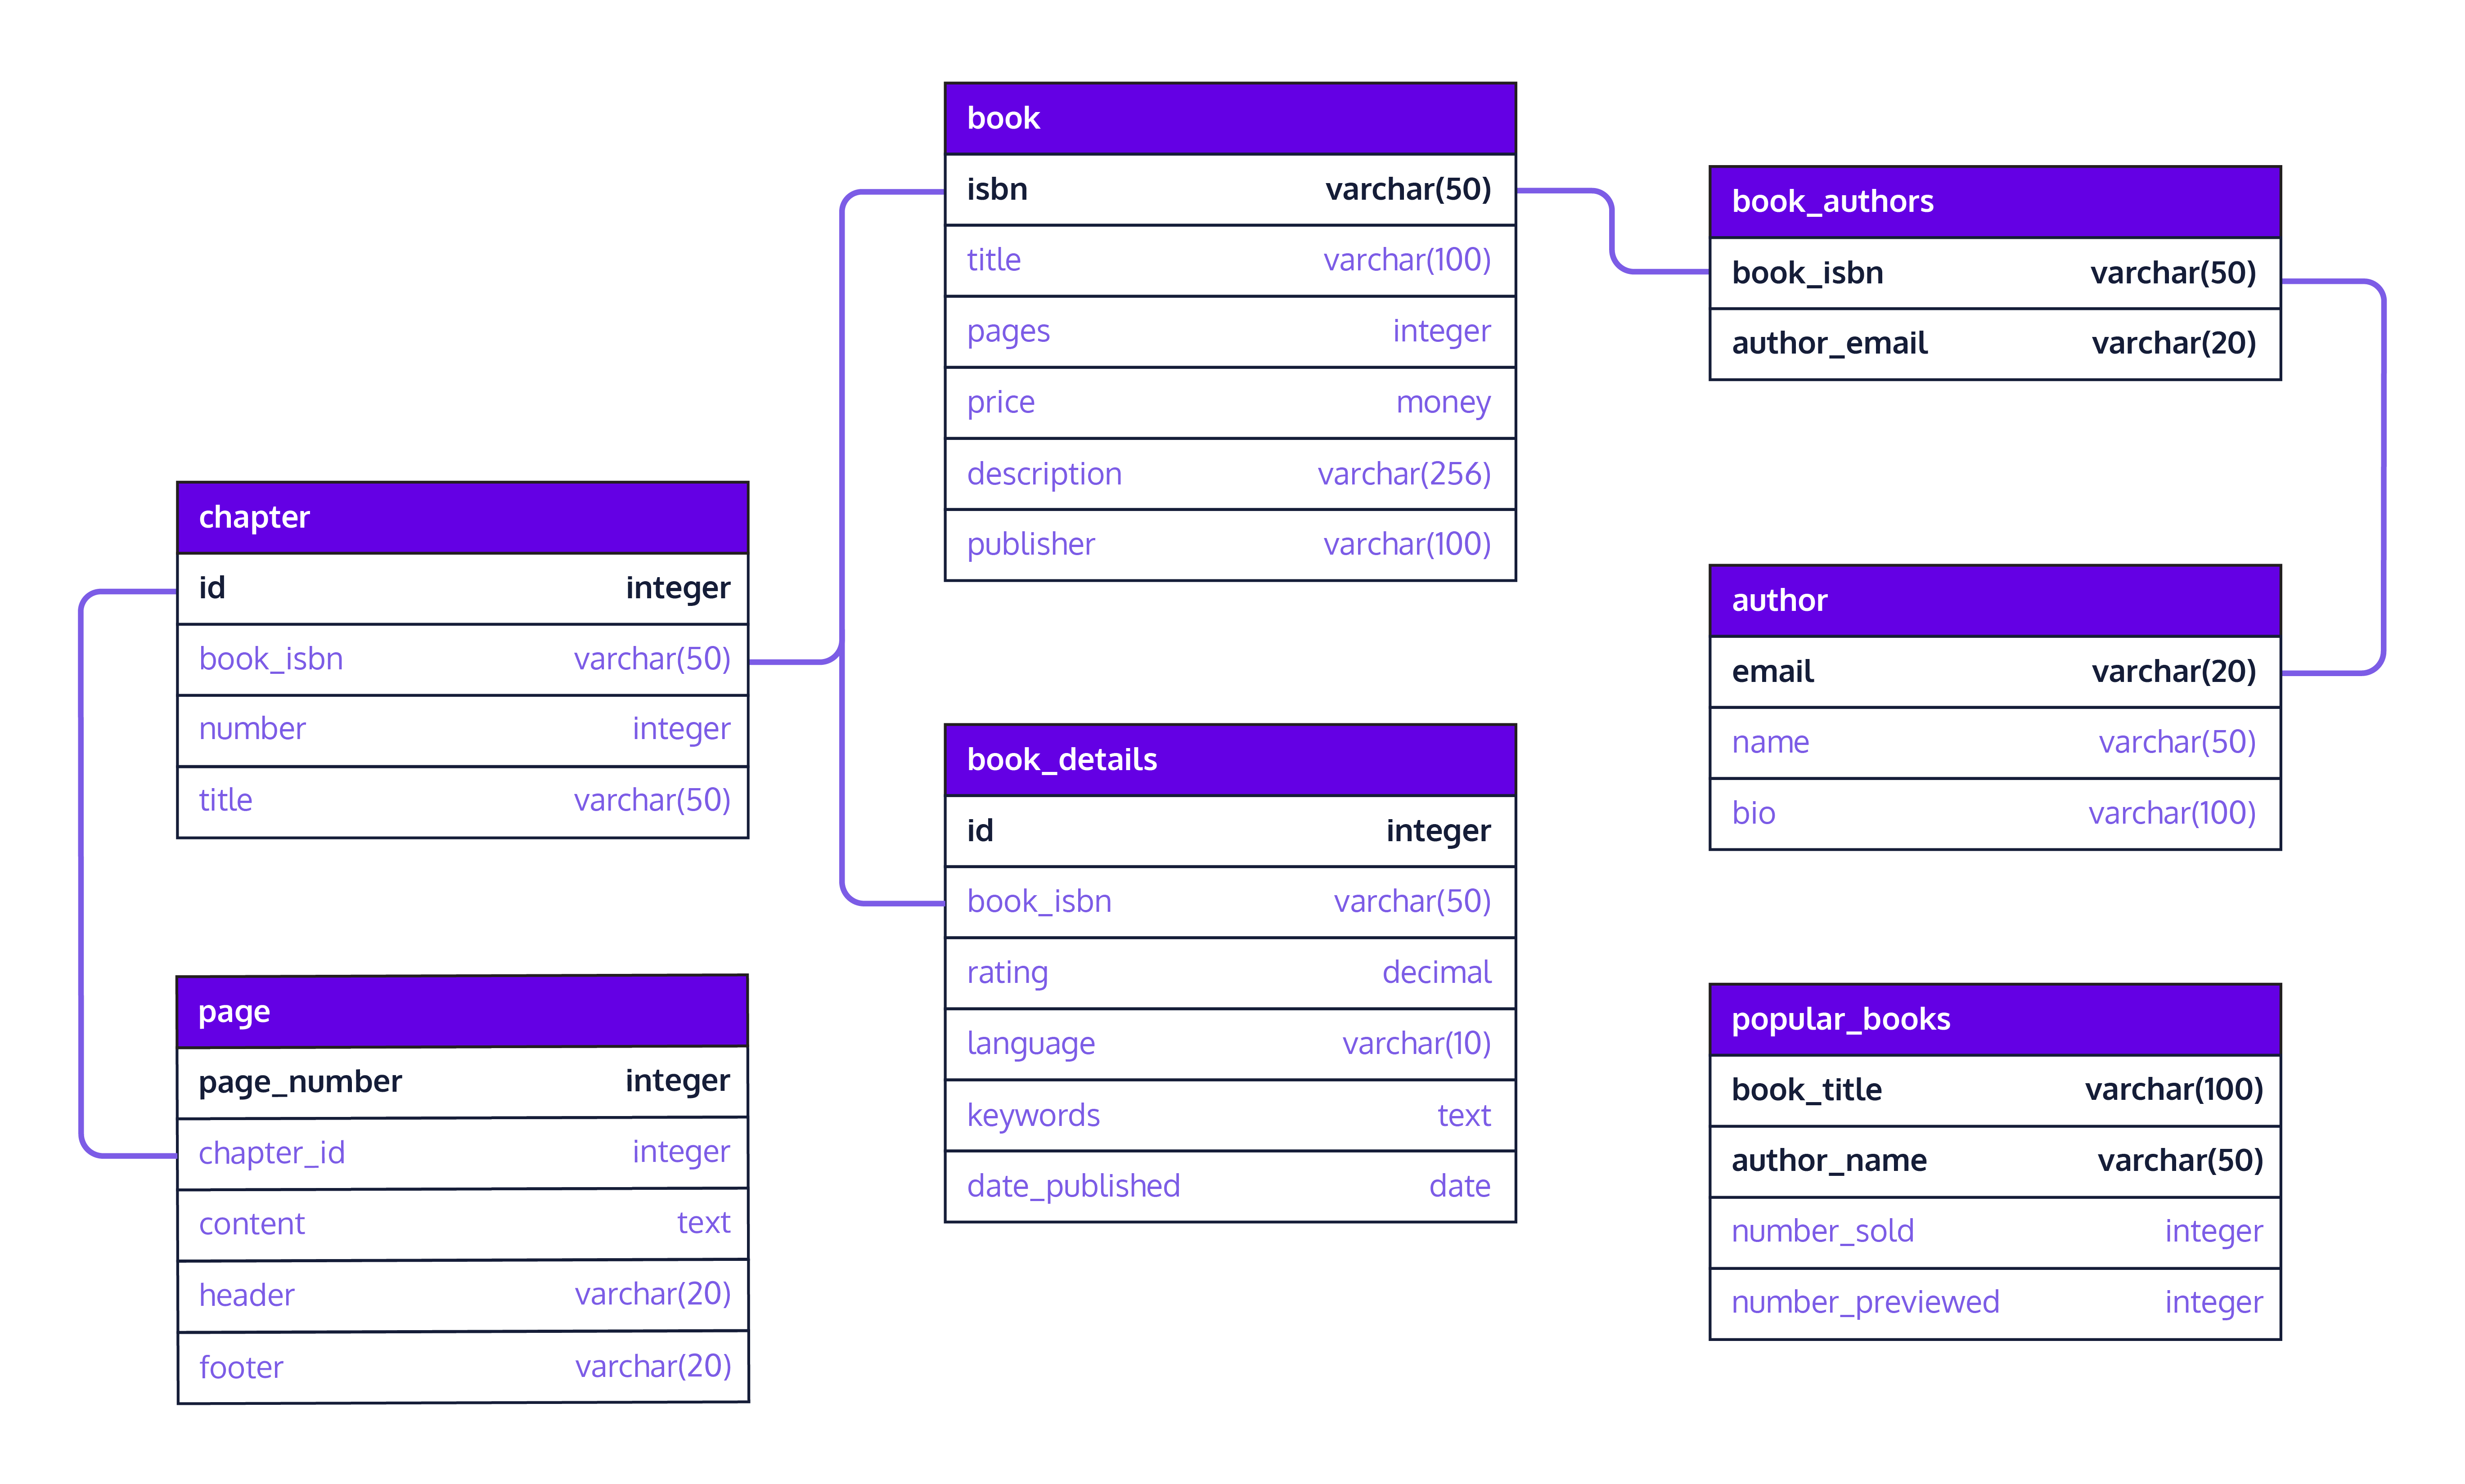 book
isbn varchar(50)
title varchar(100)
pages integer
price money
description varchar(256)
publisher varchar(100)
book_authors
book_isbn varchar(50)
author_email varchar(20)
chapter
id integer
book_isbn varchar(50)
number integer
title varchar(50)
author
email varchar(20)
name varchar(50)
bio varchar(100)
book_details
id integer
book_isbn varchar(50)
rating decimal
language varchar(10)
keywords text
date_published date
page
page_number integer
chapter_id integer
content text
header varchar(20)
footer varchar(20)
popular_books
book_title varchar(100)
author_name varchar(50)
number_sold integer
number_previewed integer